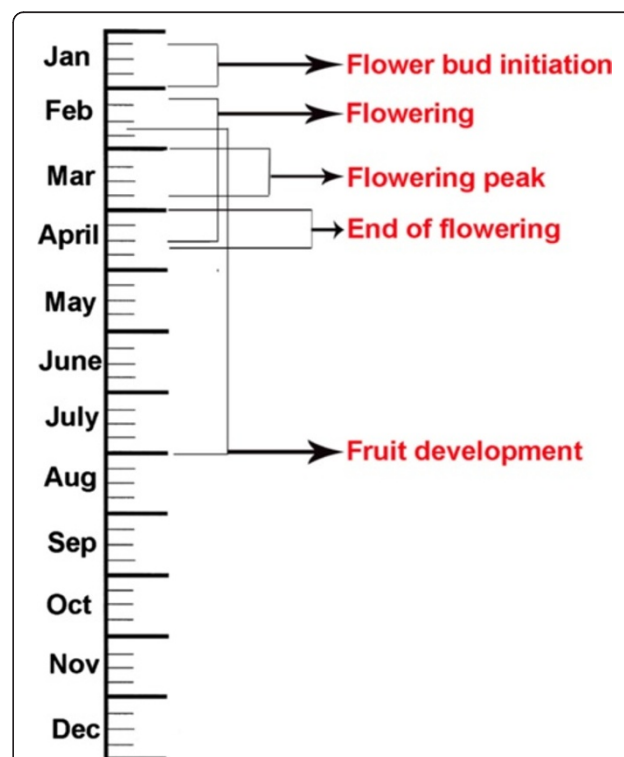 Jan
Flower bud initiation
Feb
Flowering
Mar
Flowering peak
April
End of flowering
May
June
July
Fruit development
Aug
Sep
Oct
Nov
Dec